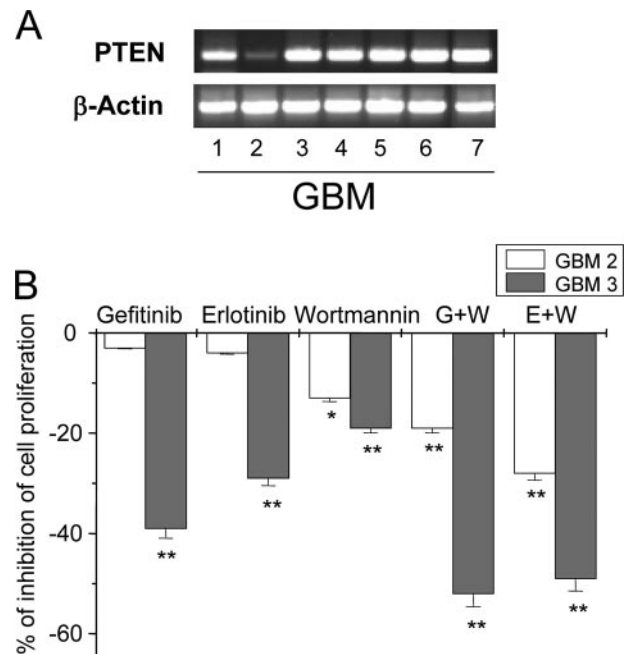 A
PTEN
β-Actin
1 2 3 4 5 6 7
GBM
GBM 2
GBM 3
B
Gefitinib Erlotinib Wortmannin G+W E+W
% of inhibition of cell proliferation
0
-20
-40
-60
*
**
**
**
**
**
**
**